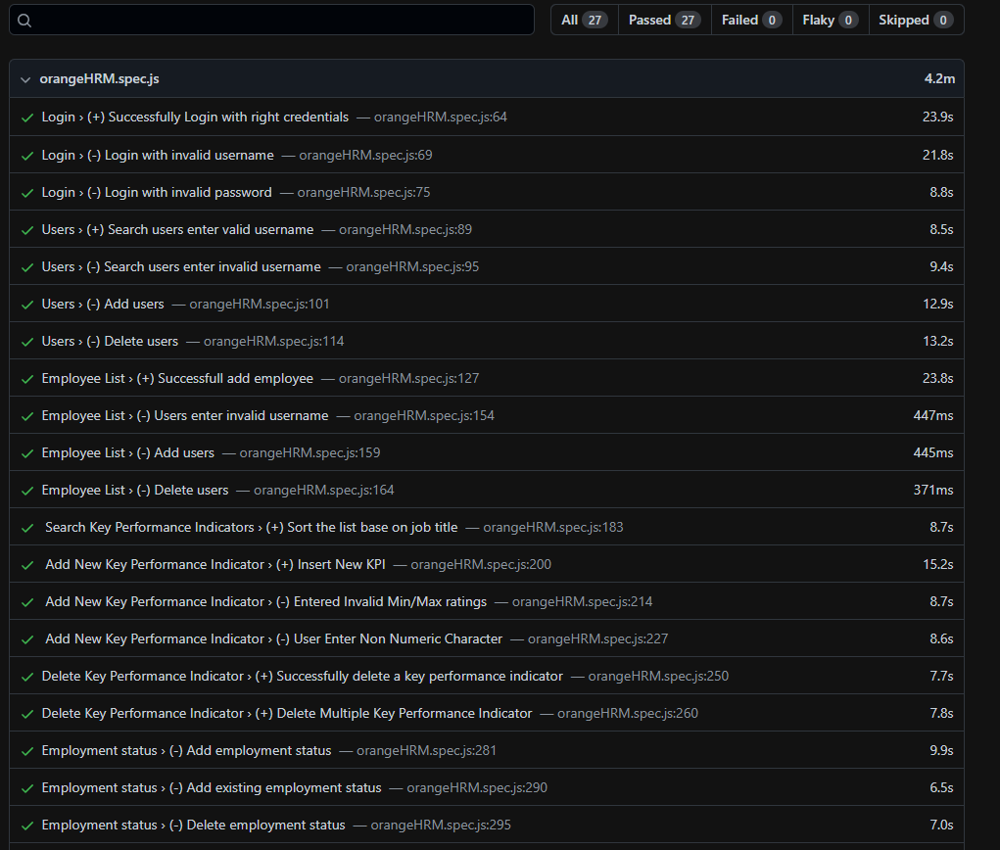 All 27 Passed 27 Failed 0 Flaky 0 Skipped 0
orangeHRM.spec.js 4.2m
Login › (+) Successfully Login with right credentials — orangeHRM.spec.js:64 23.9s
Login › (-) Login with invalid username — orangeHRM.spec.js:69 21.8s
Login › (-) Login with invalid password — orangeHRM.spec.js:75 8.8s
Users › (+) Search users enter valid username — orangeHRM.spec.js:89 8.5s
Users › (-) Search users enter invalid username — orangeHRM.spec.js:95 9.4s
Users › (-) Add users — orangeHRM.spec.js:101 12.9s
Users › (-) Delete users — orangeHRM.spec.js:114 13.2s
Employee List › (+) Successfull add employee — orangeHRM.spec.js:127 23.8s
Employee List › (-) Users enter invalid username — orangeHRM.spec.js:154 447ms
Employee List › (-) Add users — orangeHRM.spec.js:159 445ms
Employee List › (-) Delete users — orangeHRM.spec.js:164 371ms
Search Key Performance Indicators › (+) Sort the list base on job title — orangeHRM.spec.js:183 8.7s
Add New Key Performance Indicator › (+) Insert New KPI — orangeHRM.spec.js:200 15.2s
Add New Key Performance Indicator › (-) Entered Invalid Min/Max ratings — orangeHRM.spec.js:214 8.7s
Add New Key Performance Indicator › (-) User Enter Non Numeric Character — orangeHRM.spec.js:227 8.6s
Delete Key Performance Indicator › (+) Successfully delete a key performance indicator — orangeHRM.spec.js:250 7.7s
Delete Key Performance Indicator › (+) Delete Multiple Key Performance Indicator — orangeHRM.spec.js:260 7.8s
Employment status › (-) Add employment status — orangeHRM.spec.js:281 9.9s
Employment status › (-) Add existing employment status — orangeHRM.spec.js:290 6.5s
Employment status › (-) Delete employment status — orangeHRM.spec.js:295 7.0s